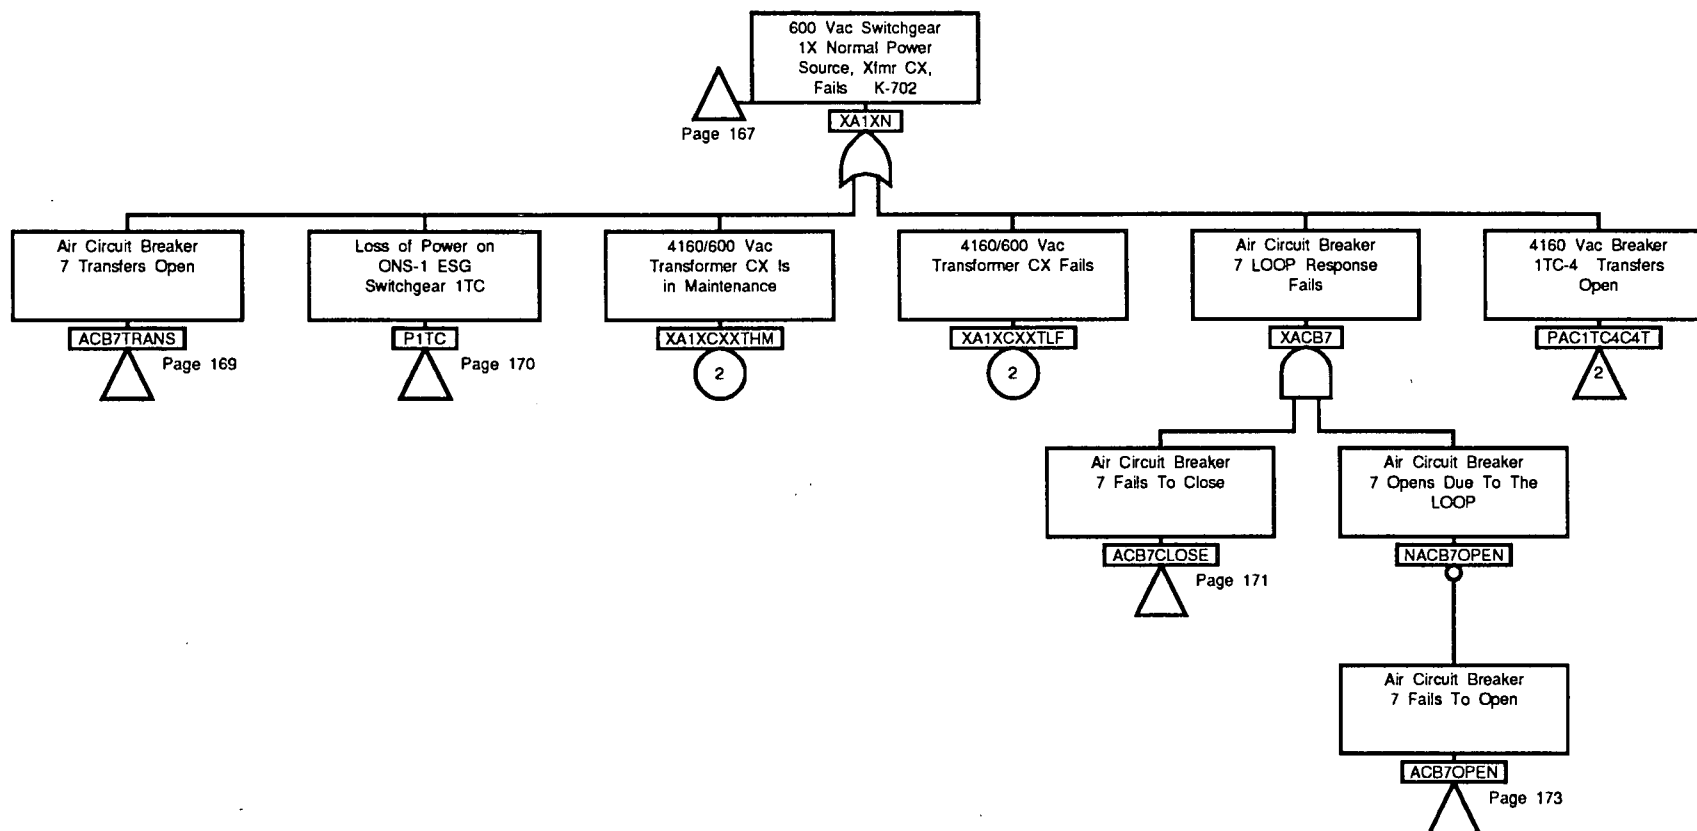 600 Vac Switchgear
1X Normal Power
Source, Xfmr CX,
Fails K-702
Page 167
XA1XN
Air Circuit Breaker
7 Transfers Open
ACB7TRANS
Page 169
Loss of Power on
ONS-1 ESG
Switchgear 1TC
P1TC
Page 170
4160/600 Vac
Transformer CX Is
in Maintenance
XA1XCXXTHM
2
4160/600 Vac
Transformer CX Fails
XA1XCXXTLF
2
Air Circuit Breaker
7 LOOP Response
Fails
XACB7
4160 Vac Breaker
1TC-4 Transfers
Open
PAC1TC4C4T
2
Air Circuit Breaker
7 Fails To Close
ACB7CLOSE
Page 171
Air Circuit Breaker
7 Opens Due To The
LOOP
NACB7OPEN
Air Circuit Breaker
7 Fails To Open
ACB7OPEN
Page 173